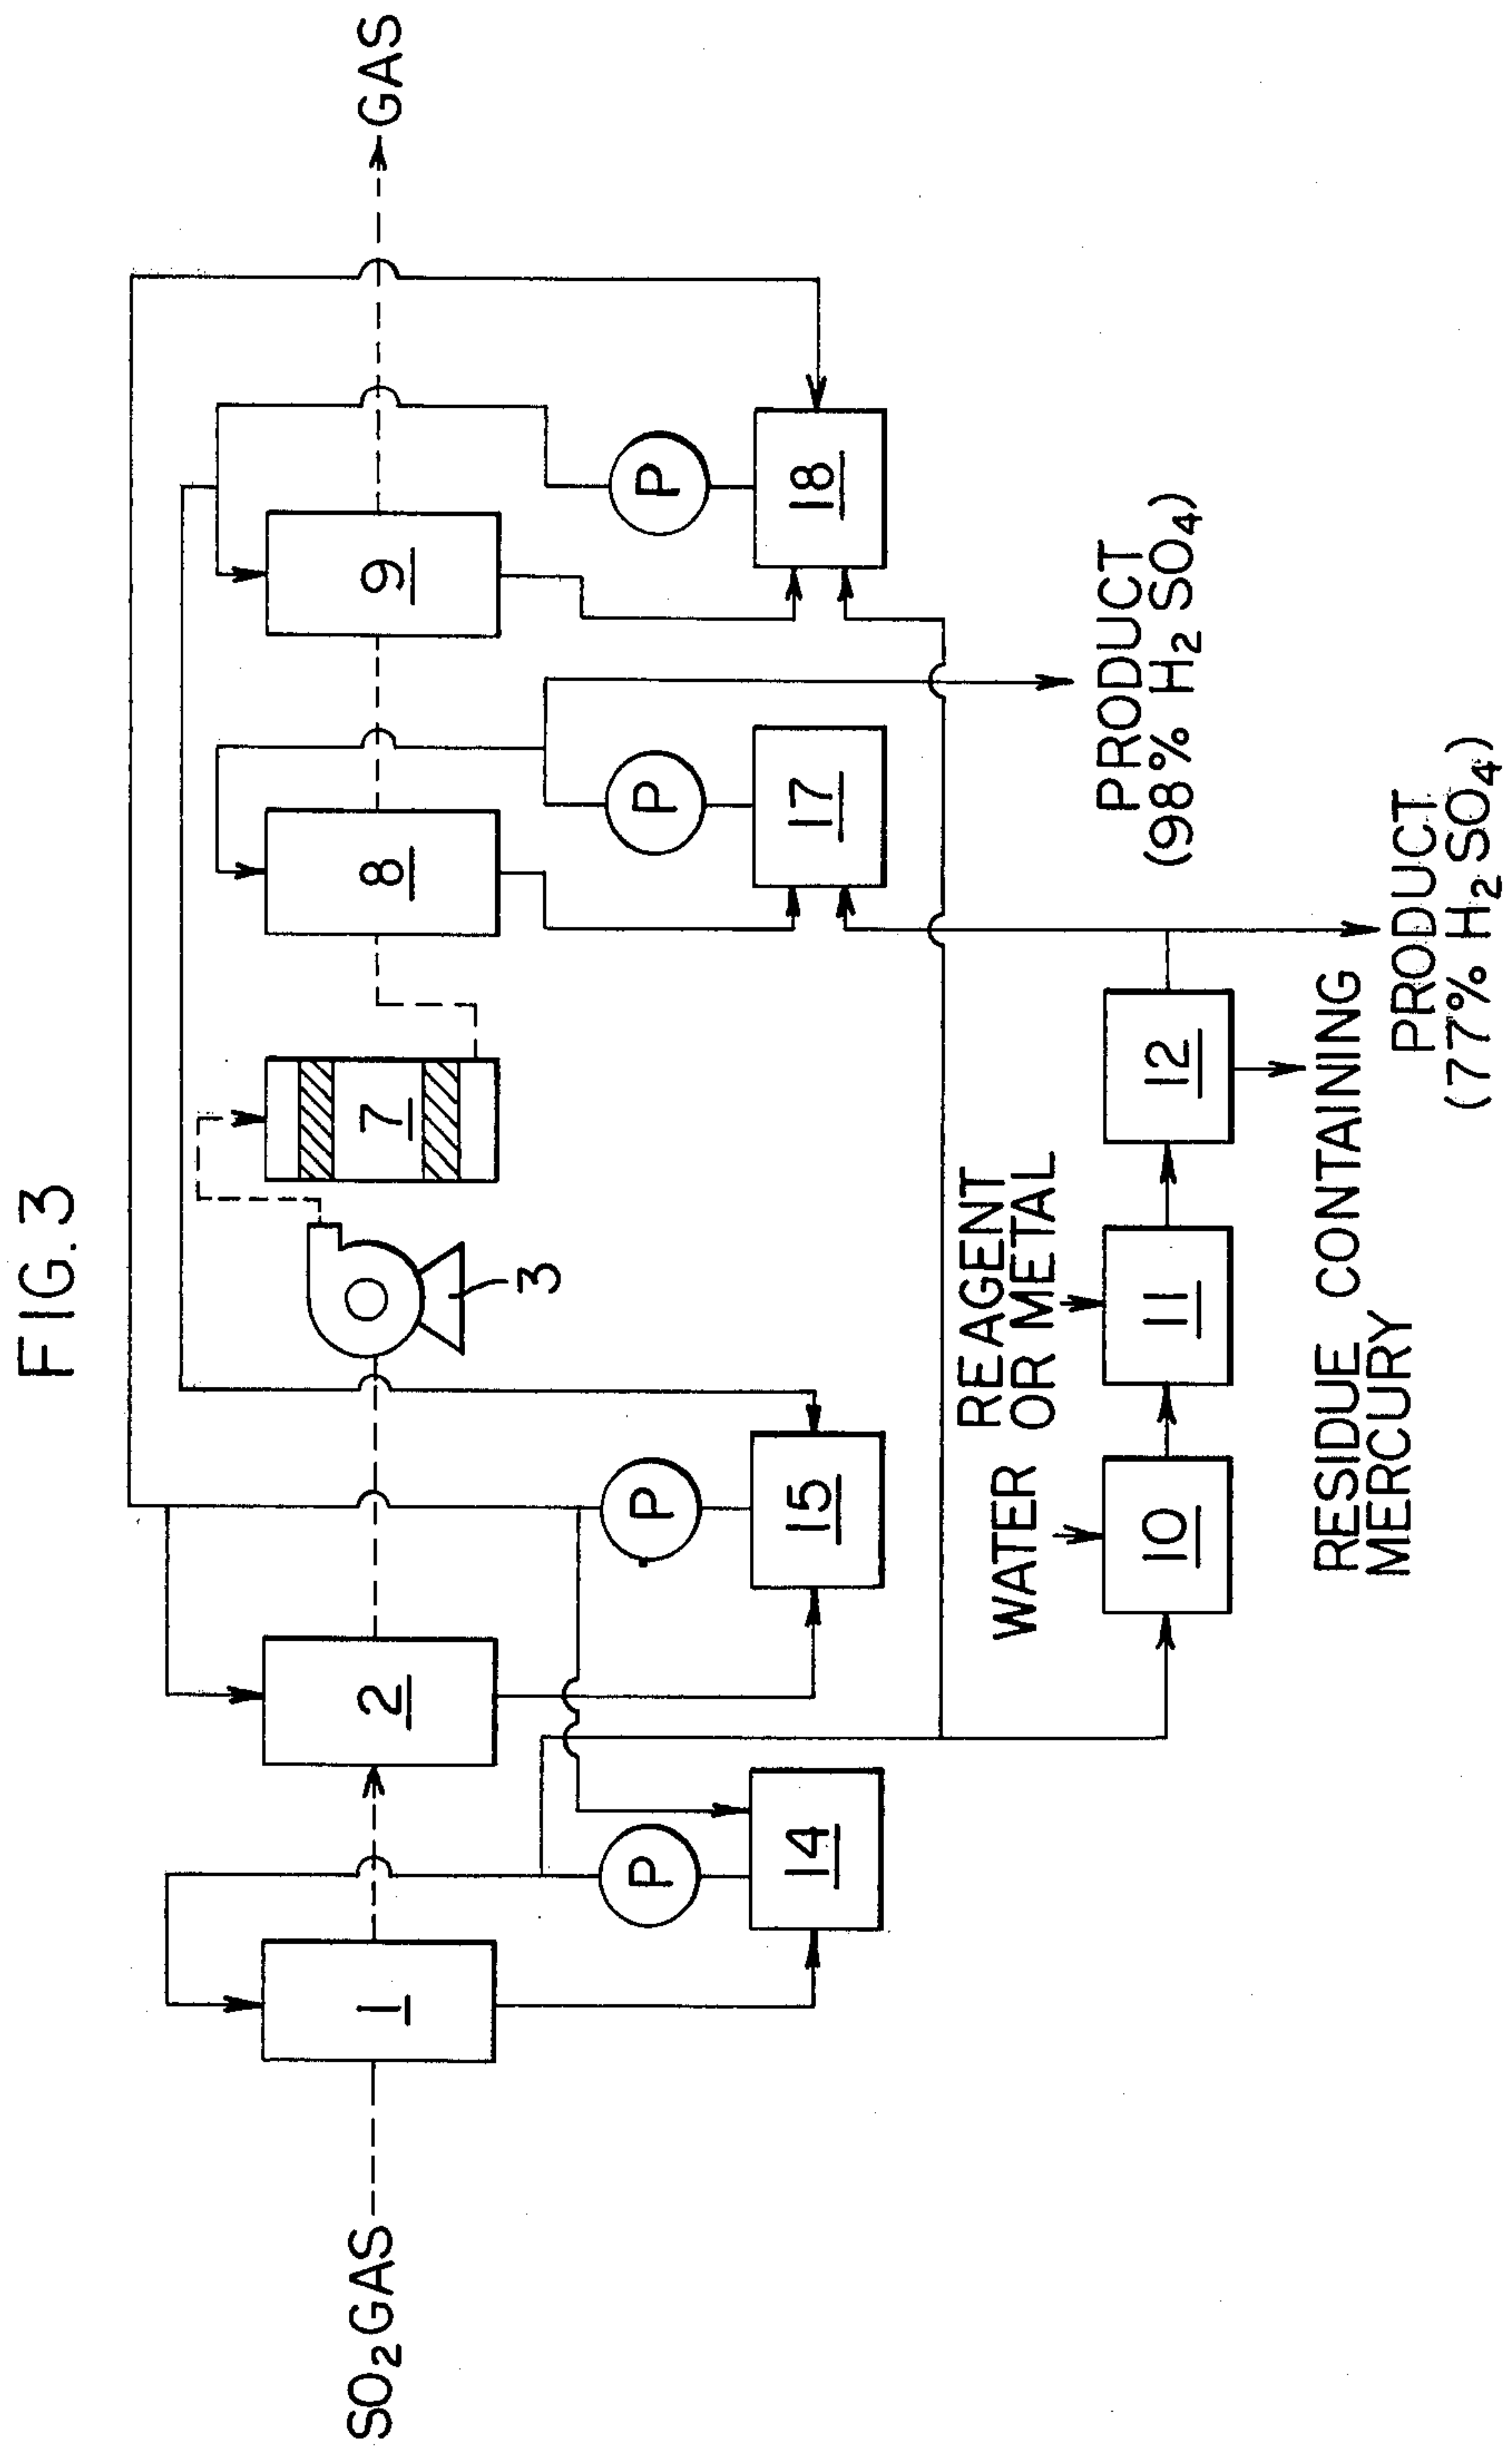 FIG. 3
SO2 GAS
GAS
1
2
3
7
8
9
P
P
P
P
14
15
17
18
WATER
REAGENT
OR METAL
10
11
12
PRODUCT
(98% H2 SO4)
RESIDUE CONTAINING
MERCURY
PRODUCT
(77% H2 SO4)